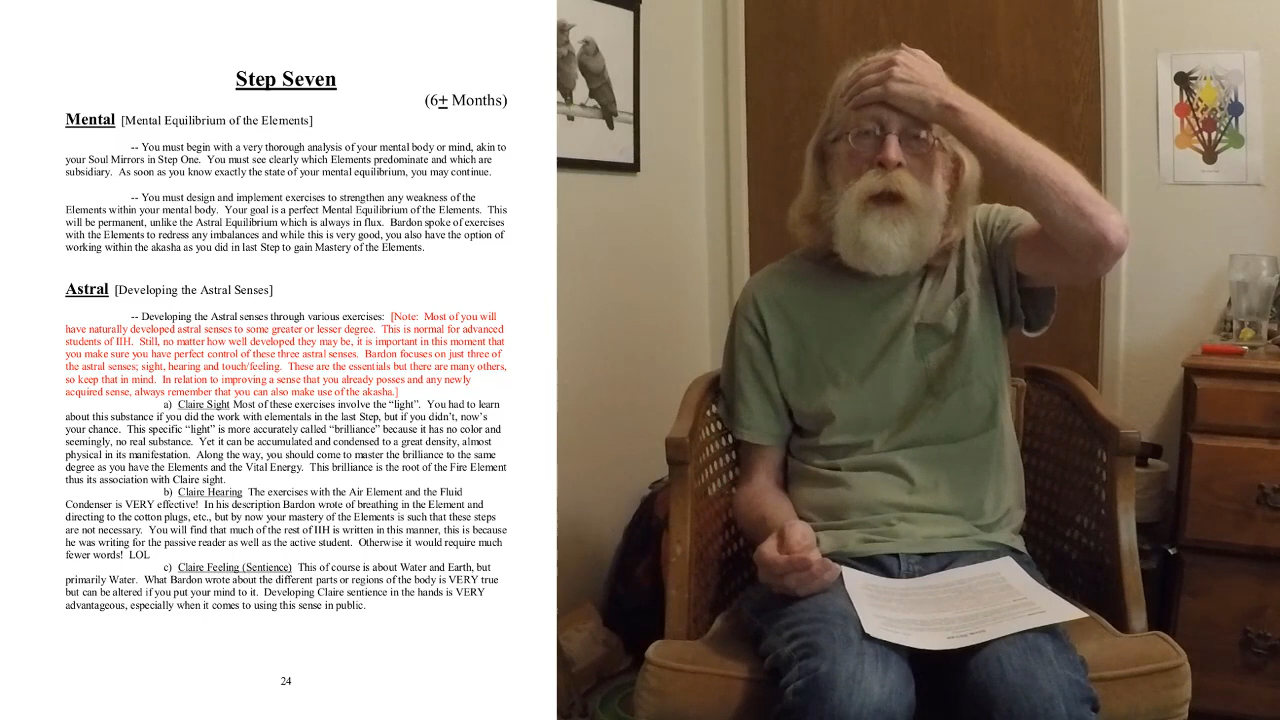 Step Seven
(6± Months)
Mental [Mental Equilibrium of the Elements]
-- You must begin with a very thorough analysis of your mental body or mind, akin to
your Soul Mirrors in Step One. You must see clearly which Elements predominate and which are
subsidiary. As soon as you know exactly the state of your mental equilibrium, you may continue.
-- You must design and implement exercises to strengthen any weakness of the
Elements within your mental body. Your goal is a perfect Mental Equilibrium of the Elements. This
will be permanent, unlike the Astral Equilibrium which is always in flux. Bardon spoke of exercises
with the Elements to redress any imbalances and while this is very good, you also have the option of
working within the akasha as you did in last Step to gain Mastery of the Elements.
Astral [Developing the Astral Senses]
-- Developing the Astral senses through various exercises: [Note: Most of you will
have naturally developed astral senses to some greater or lesser degree. This is normal for advanced
students of IIH. Still, no matter how well developed they may be, it is important in this moment that
you make sure you have perfect control of these three astral senses. Bardon focuses on just three of
the astral senses; sight, hearing and touch/feeling. These are the essentials but there are many others,
so keep that in mind. In relation to improving a sense that you already posses and any newly
acquired sense, always remember that you can also make use of the akasha.]
a) Claire Sight Most of these exercises involve the “light”. You had to learn
about this substance if you did the work with elementals in the last Step, but if you didn’t, now’s
your chance. This specific “light” is more accurately called “brilliance” because it has no color and
seemingly, no real substance. Yet it can be accumulated and condensed to a great density, almost
physical in its manifestation. Along the way, you should come to master the brilliance to the same
degree as you have the Elements and the Vital Energy. This brilliance is the root of the Fire Element
thus its association with Claire sight.
b) Claire Hearing The exercises with the Air Element and the Fluid
Condenser is VERY effective! In his description Bardon wrote of breathing in the Element and
directing to the cotton plugs, etc., but by now your mastery of the Elements is such that these steps
are not necessary. You will find that much of the rest of IIH is written in this manner, this is because
he was writing for the passive reader as well as the active student. Otherwise it would require much
fewer words! LOL
c) Claire Feeling (Sentience) This of course is about Water and Earth, but
primarily Water. What Bardon wrote about the different parts or regions of the body is VERY true
but can be altered if you put your mind to it. Developing Claire sentience in the hands is VERY
advantageous, especially when it comes to using this sense in public.
24